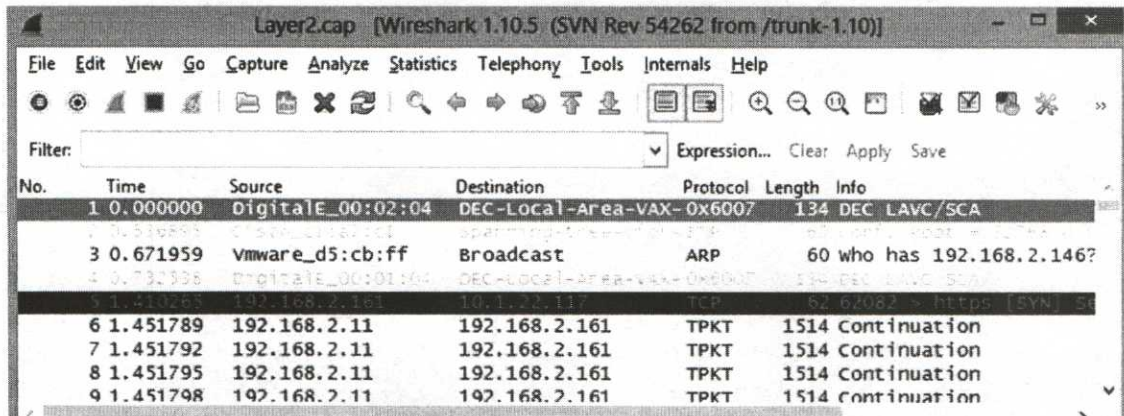 Layer2.cap [Wireshark 1.10.5 (SVN Rev 54262 from /trunk-1.10)]
File Edit View Go Capture Analyze Statistics Telephony Tools Internals Help
Filter: Expression... Clear Apply Save
No. Time Source Destination Protocol Length Info
1 0.000000 DigitalE_00:02:04 DEC-Local-Area-VAX- 0x6007 134 DEC LAVC/SCA
3 0.671959 Vmware_d5:cb:ff Broadcast ARP 60 who has 192.168.2.146?
4 0.732338 DigitalE_00:01:04 DEC-Local-Area-VAX- 0x6007 134 DEC LAVC/SCA
5 1.410265 192.168.2.161 10.1.22.117 TCP 62 62082 > https [SYN] Se
6 1.451789 192.168.2.11 192.168.2.161 TPKT 1514 Continuation
7 1.451792 192.168.2.11 192.168.2.161 TPKT 1514 Continuation
8 1.451795 192.168.2.11 192.168.2.161 TPKT 1514 Continuation
9 1.451798 192.168.2.11 192.168.2.161 TPKT 1514 Continuation